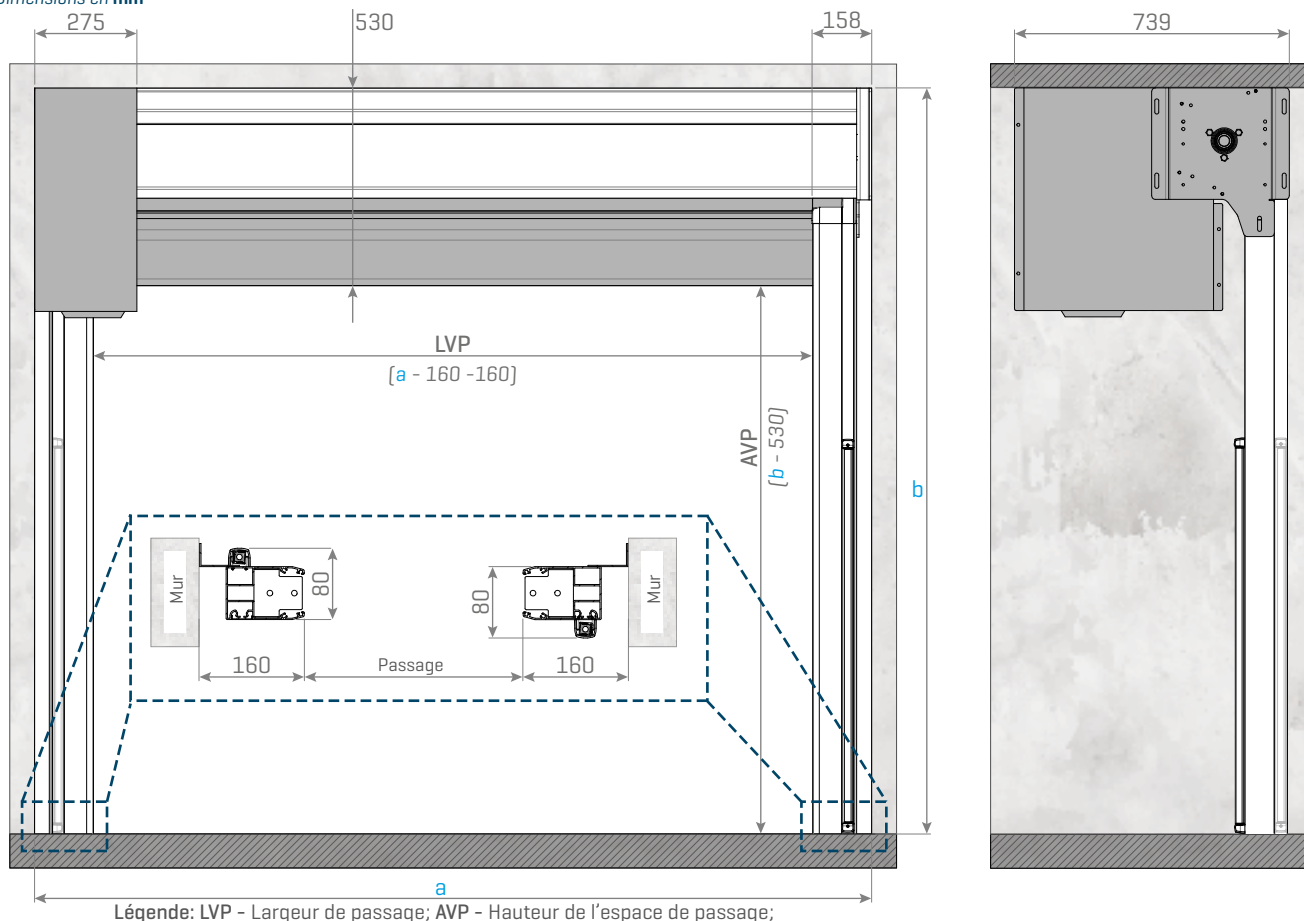 Dimensions en mm
275
530
158
739
LVP
(a - 160 -160)
AVP
(b - 530)
b
Mur
80
80
Mur
160
Passage
160
a
Légende: LVP - Largeur de passage; AVP - Hauteur de l'espace de passage;